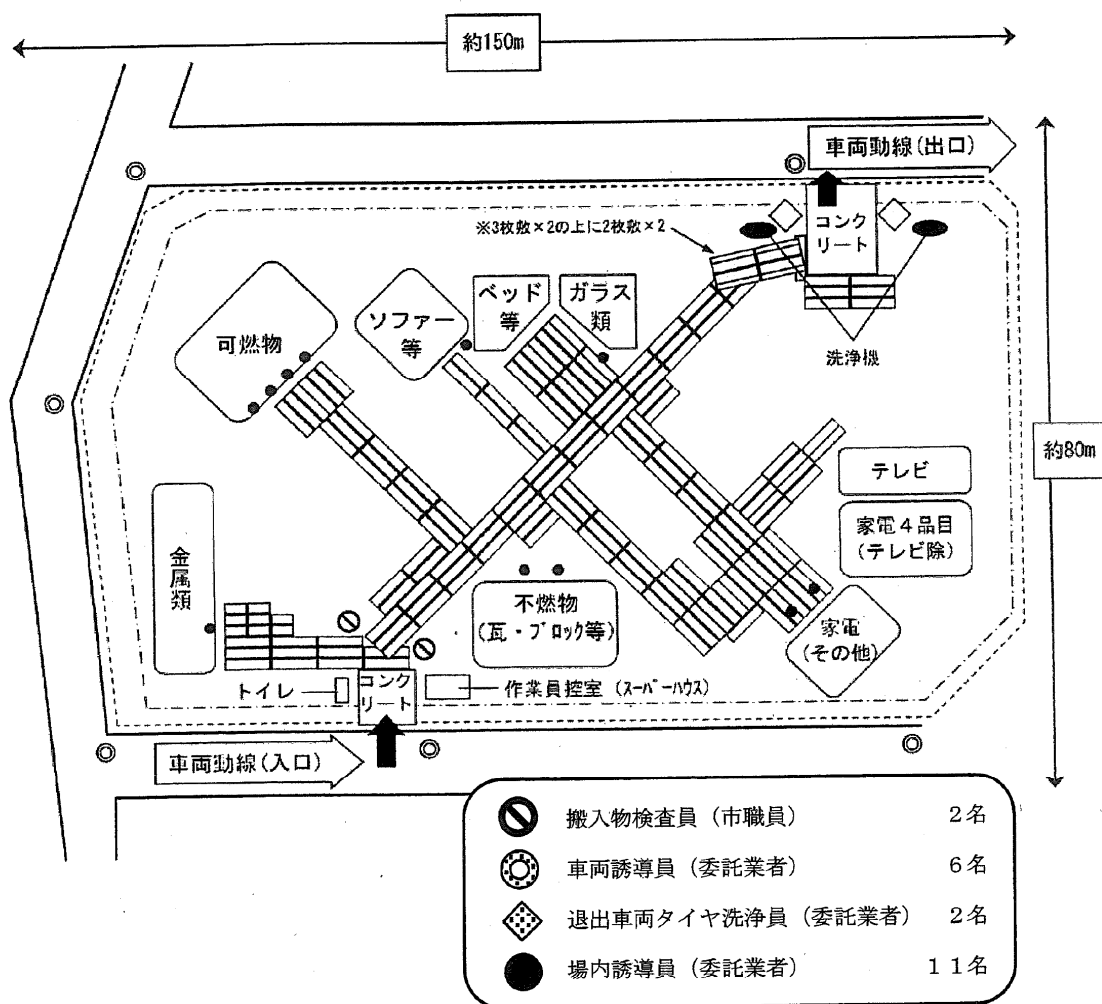 約150m
車両動線(出口)
コンク
リート
※3枚敷×2の上に2枚敷×2
洗浄機
ベッド
等
ガラス
類
ソファー
等
可燃物
約80m
テレビ
家電4品目
(テレビ除)
金属類
不燃物
(瓦・ブロック等)
家電
(その他)
トイレ
コンク
リート
作業員控室(スーパーハウス)
車両動線(入口)
搬入物検査員(市職員) 2名
車両誘導員(委託業者) 6名
退出車両タイヤ洗浄員(委託業者) 2名
場内誘導員(委託業者) 11名